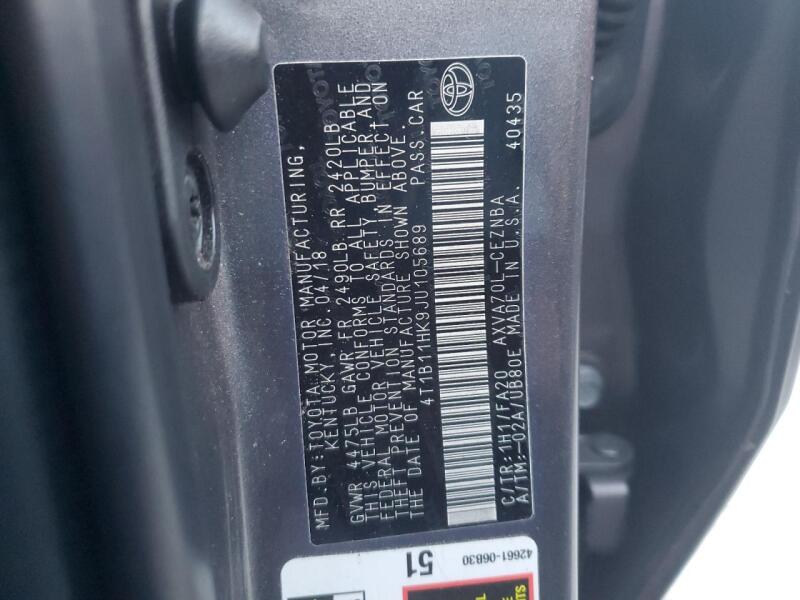 MFD.BY:TOYOTA MOTOR MANUFACTURING,
KENTUCKY, INC. 04/18
GVWR 4475LB GAWR FR 2490LB RR 2420LB
THIS VEHICLE CONFORMS TO ALL APPLICABLE
FEDERAL MOTOR VEHICLE SAFETY BUMPER AND
THEFT PREVENTION STANDARDS IN EFFECT ON
THE DATE OF MANUFACTURE SHOWN ABOVE.
4T1B11HK9JU105689 PASS.CAR
C/TR:1H1/FA20 AXVA70L-CEZNBA
A/TM:-02A/UB80E MADE IN U.S.A. 40435
51
42661-06B30